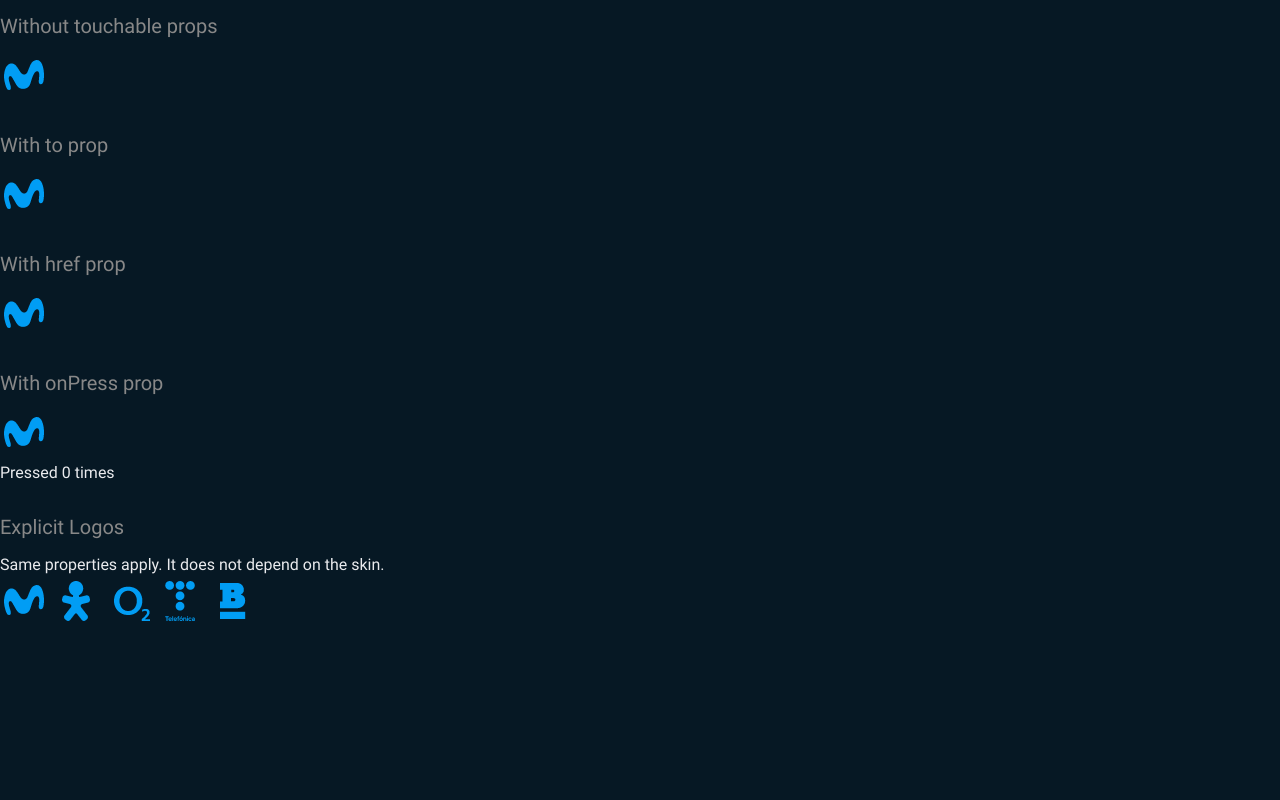 Without touchable props
With to prop
With href prop
With onPress prop
Pressed 0 times
Explicit Logos
Same properties apply. It does not depend on the skin.
O2
Telefónica
B